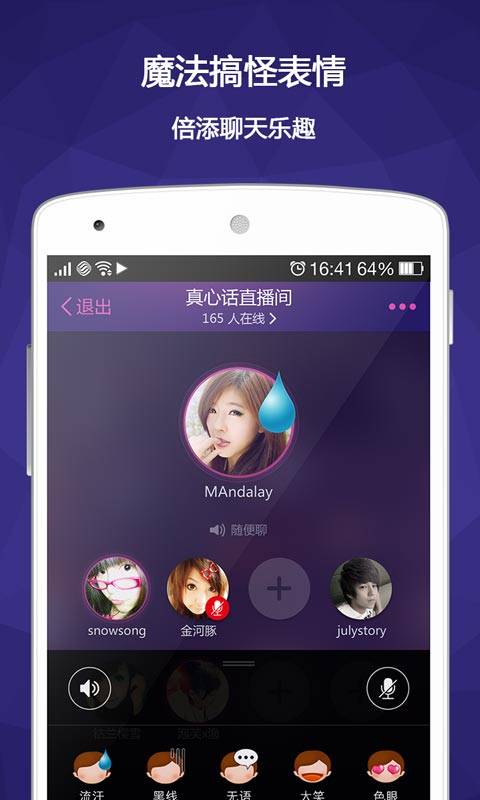 魔法搞怪表情
倍添聊天乐趣
16:41 64%
退出
真心话直播间
165 人在线
MAndalay
随便聊
snowsong
金河豚
julystory
流汗
黑线
无语
大笑
色眼